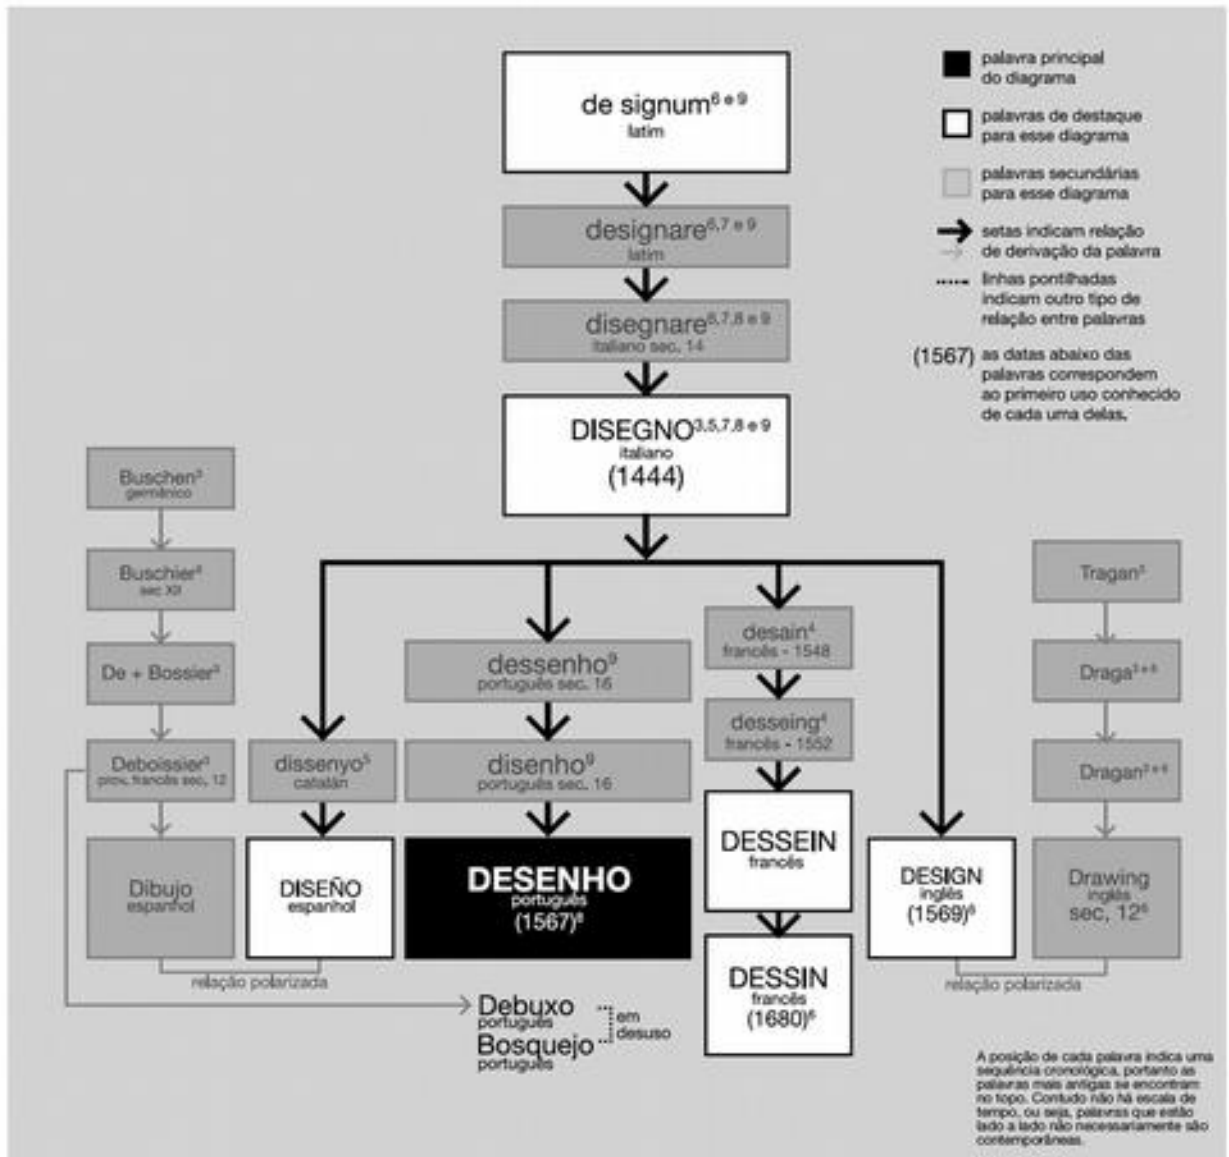 de signum⁶ ᵉ ⁹
latim
designare⁶,⁷ ᵉ ⁹
latim
disegnare⁶,⁷,⁸ ᵉ ⁹
italiano sec. 14
DISEGNO³,⁵,⁷,⁸ ᵉ ⁹
italiano
(1444)
palavra principal
do diagrama
palavras de destaque
para esse diagrama
palavras secundárias
para esse diagrama
setas indicam relação
de derivação da palavra
linhas pontilhadas
indicam outro tipo de
relação entre palavras
(1567) as datas abaixo das
palavras correspondem
ao primeiro uso conhecido
de cada uma delas.
Buschen³
germânico
Buschier³
sec XII
De + Bossier³
Deboissier³
prov. francês sec. 12
Dibujo
espanhol
dissenyo⁵
catalán
DISEÑO
espanhol
relação polarizada
dessenho⁹
português sec. 16
disenho⁹
português sec. 16
DESENHO
português
(1567)⁸
desain⁴
francês - 1548
desseing⁴
francês - 1552
DESSEIN
francês
DESSIN
francês
(1680)⁶
DESIGN
inglês
(1569)⁶
Tragan³
Draga
Dragan
Drawing
inglês
sec, 12⁶
relação polarizada
Debuxo
português
Bosquejo
português
em
desuso
A posição de cada palavra indica uma
sequência cronológica, portanto as
palavras mais antigas se encontram
no topo. Contudo não há escala de
tempo, ou seja, palavras que estão
lado a lado não necessariamente são
contemporâneas.